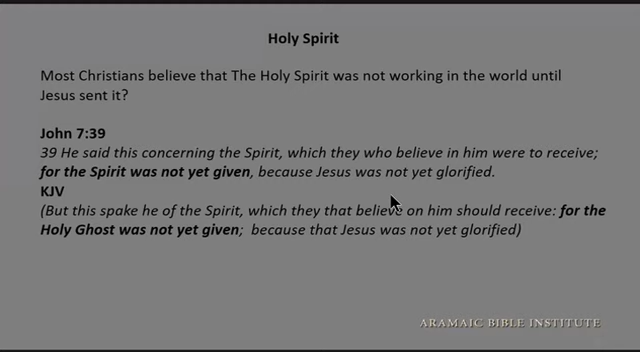 Holy Spirit
Most Christians believe that The Holy Spirit was not working in the world until
Jesus sent it?
John 7:39
39 He said this concerning the Spirit, which they who believe in him were to receive;
for the Spirit was not yet given, because Jesus was not yet glorified.
KJV
(But this spake he of the Spirit, which they that believe on him should receive: for the
Holy Ghost was not yet given;  because that Jesus was not yet glorified)
ARAMAIC BIBLE INSTITUTE